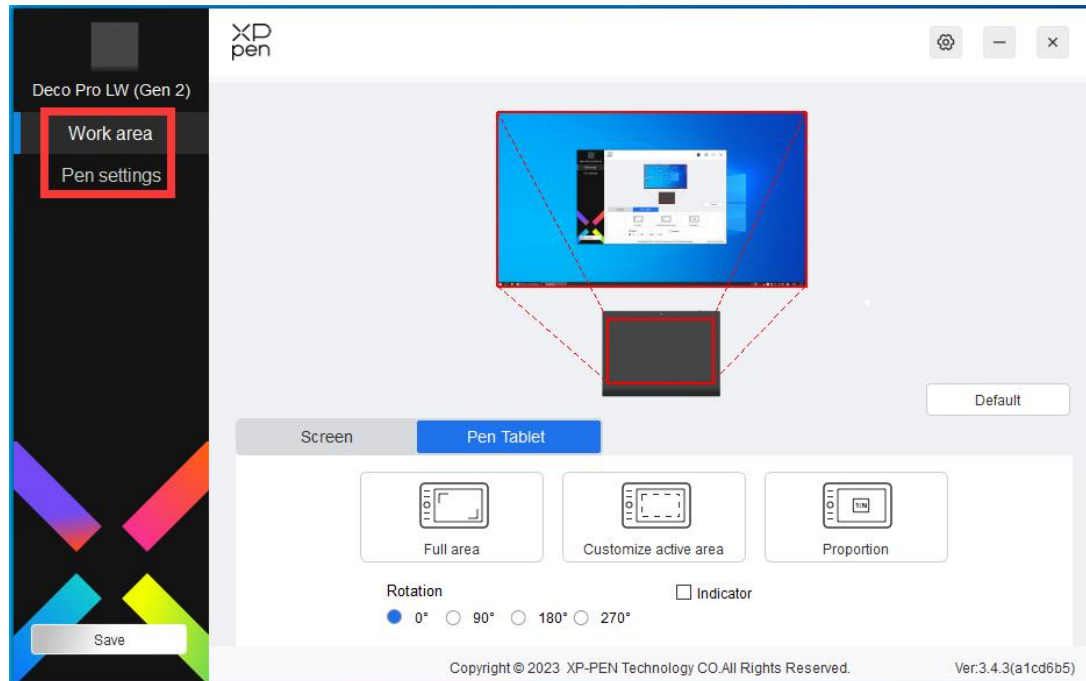 XP
pen
Deco Pro LW (Gen 2)
Work area
Pen settings
Default
Screen
Pen Tablet
Full area
Customize active area
1:N
Proportion
Rotation
Indicator
0° 90° 180° 270°
Save
Copyright © 2023 XP-PEN Technology CO.All Rights Reserved.
Ver:3.4.3(a1cd6b5)